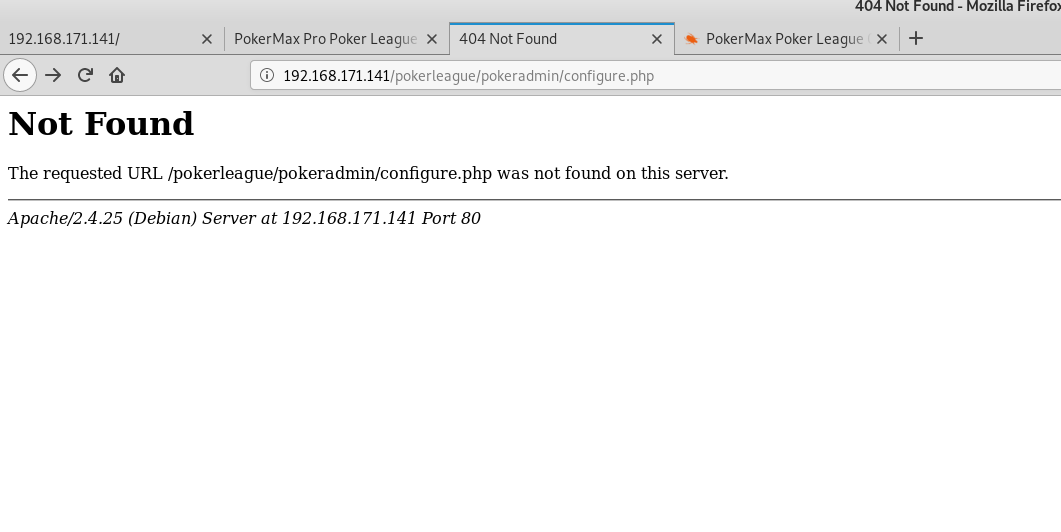 404 Not Found - Mozilla Firefox
192.168.171.141/ PokerMax Pro Poker League 404 Not Found PokerMax Poker League
192.168.171.141/pokerleague/pokeradmin/configure.php
Not Found
The requested URL /pokerleague/pokeradmin/configure.php was not found on this server.
Apache/2.4.25 (Debian) Server at 192.168.171.141 Port 80